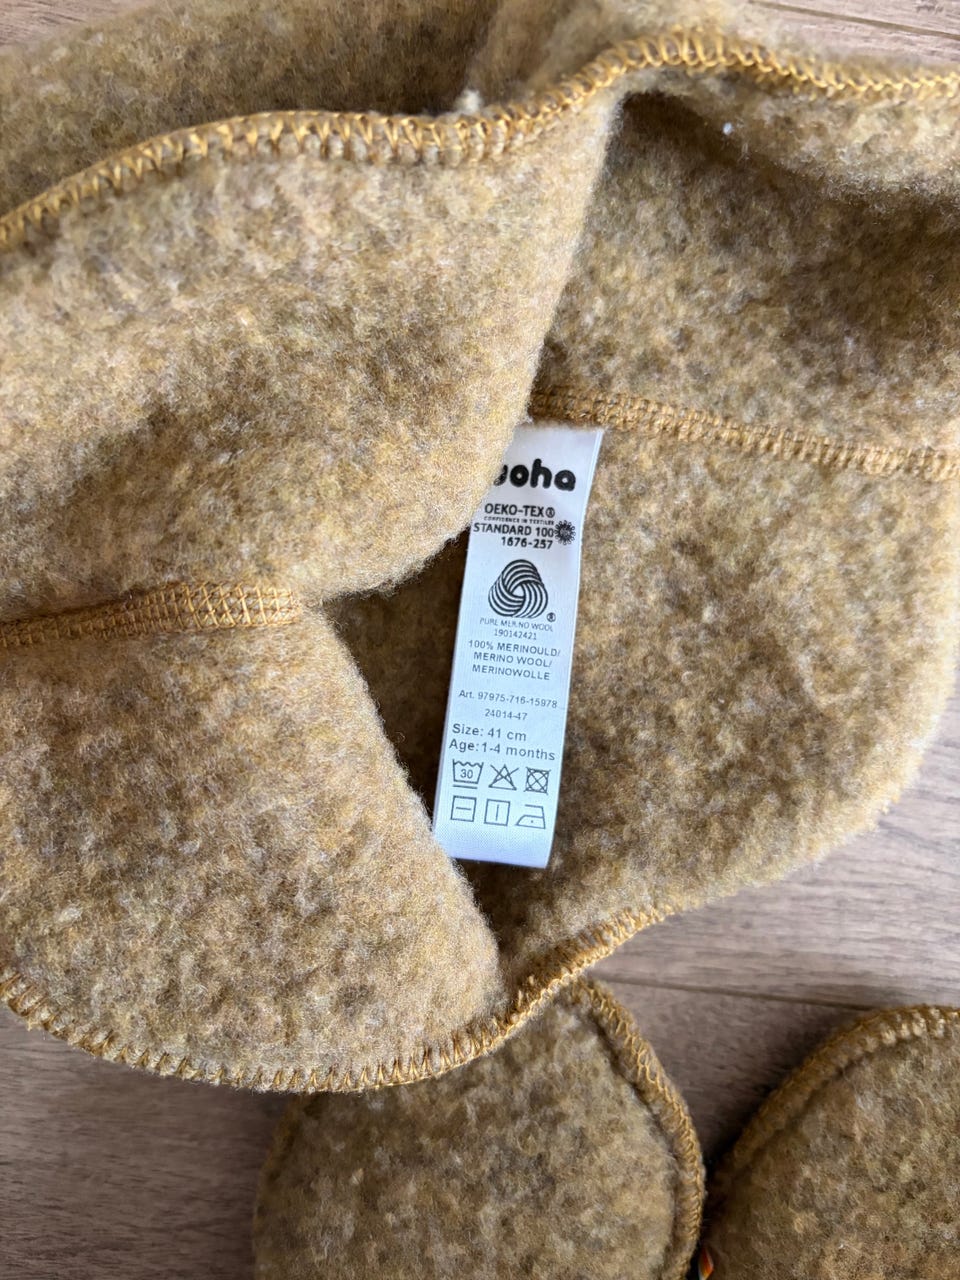 joha
OEKO-TEX®
CONFIDENCE IN TEXTILES
STANDARD 100
1676-257
®
PURE MERINO WOOL
190142421
100% MERINOULD/
MERINO WOOL/
MERINOWOLLE
Art. 97975-716-15978
24014-47
Size: 41 cm
Age: 1-4 months
30